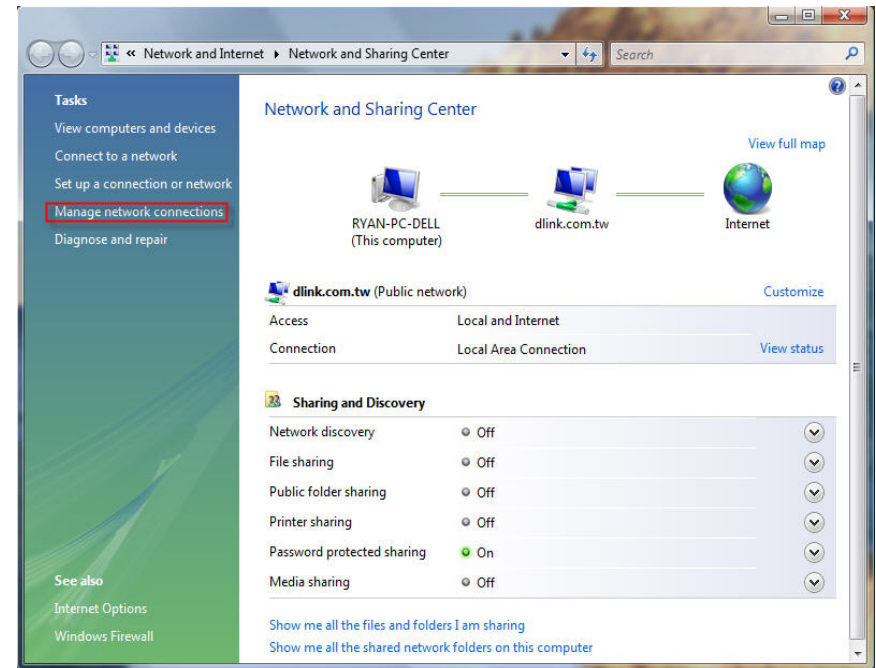 « Network and Internet ▸ Network and Sharing Center
Search
Tasks
View computers and devices
Connect to a network
Set up a connection or network
Manage network connections
Diagnose and repair
See also
Internet Options
Windows Firewall
Network and Sharing Center
View full map
RYAN-PC-DELL
(This computer)
dlink.com.tw
Internet
dlink.com.tw (Public network)
Customize
Access Local and Internet
Connection Local Area Connection View status
Sharing and Discovery
Network discovery Off
File sharing Off
Public folder sharing Off
Printer sharing Off
Password protected sharing On
Media sharing Off
Show me all the files and folders I am sharing
Show me all the shared network folders on this computer